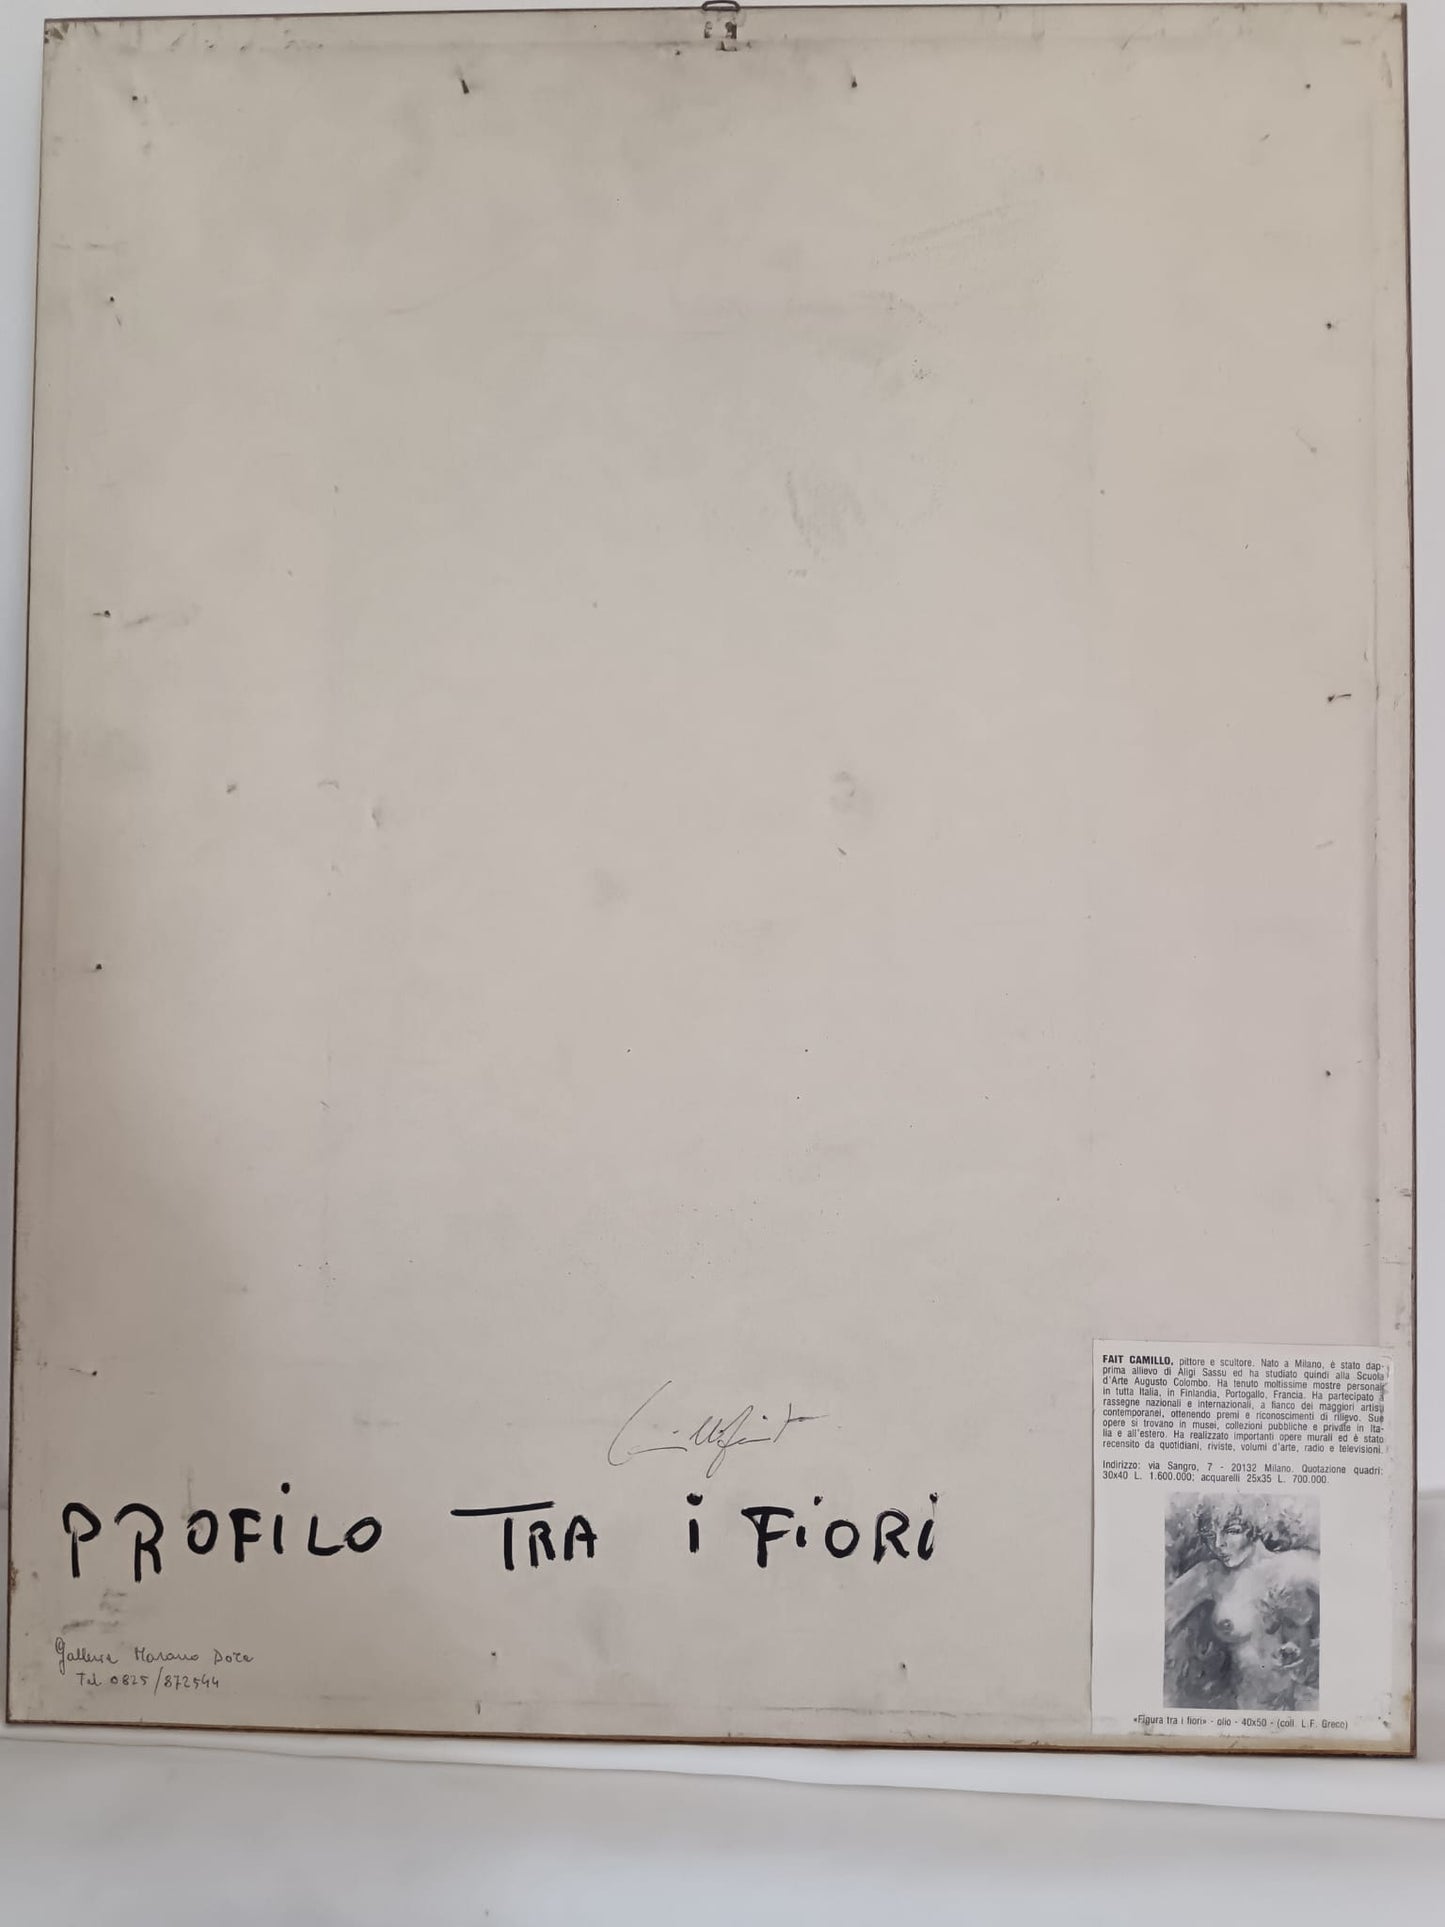 Camillo Fait
PROFILO TRA i FiORi
Galleria Marano Dora
Tel 0825/872544
FAIT CAMILLO, pittore e scultore. Nato a Milano, è stato dap-
prima allievo di Aligi Sassu ed ha studiato quindi alla Scuola
d'Arte Augusto Colombo. Ha tenuto moltissime mostre personali
in tutta Italia, in Finlandia, Portogallo, Francia. Ha partecipato a
rassegne nazionali e internazionali, a fianco dei maggiori artisti
contemporanei, ottenendo premi e riconoscimenti di rilievo. Sue
opere si trovano in musei, collezioni pubbliche e private in Ita-
lia e all'estero. Ha realizzato importanti opere murali ed è stato
recensito da quotidiani, riviste, volumi d'arte, radio e televisioni.
Indirizzo: via Sangro, 7 - 20132 Milano. Quotazione quadri:
30x40 L. 1.600.000; acquarelli 25x35 L. 700.000.
«Figura tra i fiori» - olio - 40x50 - (coll. L.F. Greco)